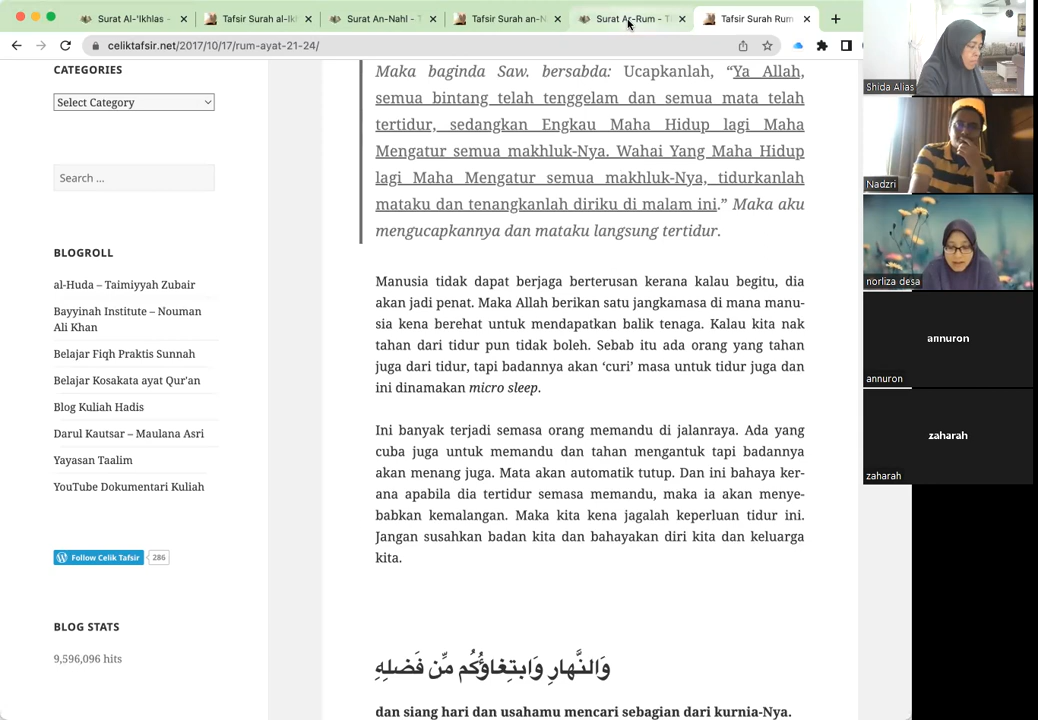 Surat Al-'Ikhlas -
Tafsir Surah al-Ik
Surat An-Nahl - T
Tafsir Surah an-N
Surat Ar-Rum - T
Tafsir Surah Rum
celiktafsir.net/2017/10/17/rum-ayat-21-24/
CATEGORIES
Select Category
Search …
BLOGROLL
al-Huda – Taimiyyah Zubair
Bayyinah Institute – Nouman
Ali Khan
Belajar Fiqh Praktis Sunnah
Belajar Kosakata ayat Qur'an
Blog Kuliah Hadis
Darul Kautsar – Maulana Asri
Yayasan Taalim
YouTube Dokumentari Kuliah
Follow Celik Tafsir
286
BLOG STATS
9,596,096 hits
Maka baginda Saw. bersabda: Ucapkanlah, “Ya Allah,
semua bintang telah tenggelam dan semua mata telah
tertidur, sedangkan Engkau Maha Hidup lagi Maha
Mengatur semua makhluk-Nya. Wahai Yang Maha Hidup
lagi Maha Mengatur semua makhluk-Nya, tidurkanlah
mataku dan tenangkanlah diriku di malam ini.” Maka aku
mengucapkannya dan mataku langsung tertidur.
Manusia tidak dapat berjaga berterusan kerana kalau begitu, dia
akan jadi penat. Maka Allah berikan satu jangkamasa di mana manu-
sia kena berehat untuk mendapatkan balik tenaga. Kalau kita nak
tahan dari tidur pun tidak boleh. Sebab itu ada orang yang tahan
juga dari tidur, tapi badannya akan ‘curi’ masa untuk tidur juga dan
ini dinamakan micro sleep.
Ini banyak terjadi semasa orang memandu di jalanraya. Ada yang
cuba juga untuk memandu dan tahan mengantuk tapi badannya
akan menang juga. Mata akan automatik tutup. Dan ini bahaya ker-
ana apabila dia tertidur semasa memandu, maka ia akan menye-
babkan kemalangan. Maka kita kena jagalah keperluan tidur ini.
Jangan susahkan badan kita dan bahayakan diri kita dan keluarga
kita.
وَالنَّهارِ وَابتِغاؤُكُم مِّن فَضلِهِ
dan siang hari dan usahamu mencari sebagian dari kurnia-Nya.
Shida Alias
Nadzri
norliza desa
annuron
annuron
zaharah
zaharah